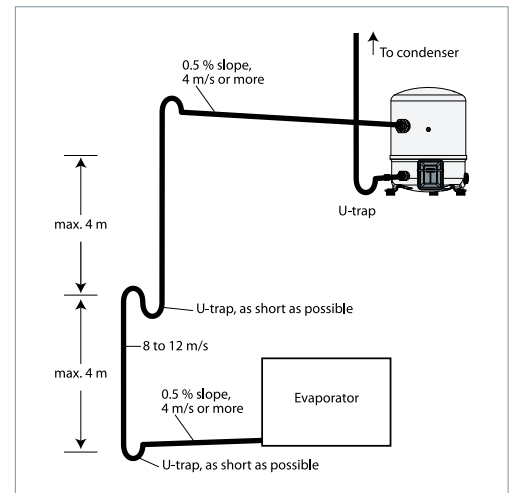 To condenser
0.5 % slope,
4 m/s or more
U-trap
max. 4 m
U-trap, as short as possible
8 to 12 m/s
max. 4 m
0.5 % slope,
4 m/s or more
Evaporator
U-trap, as short as possible